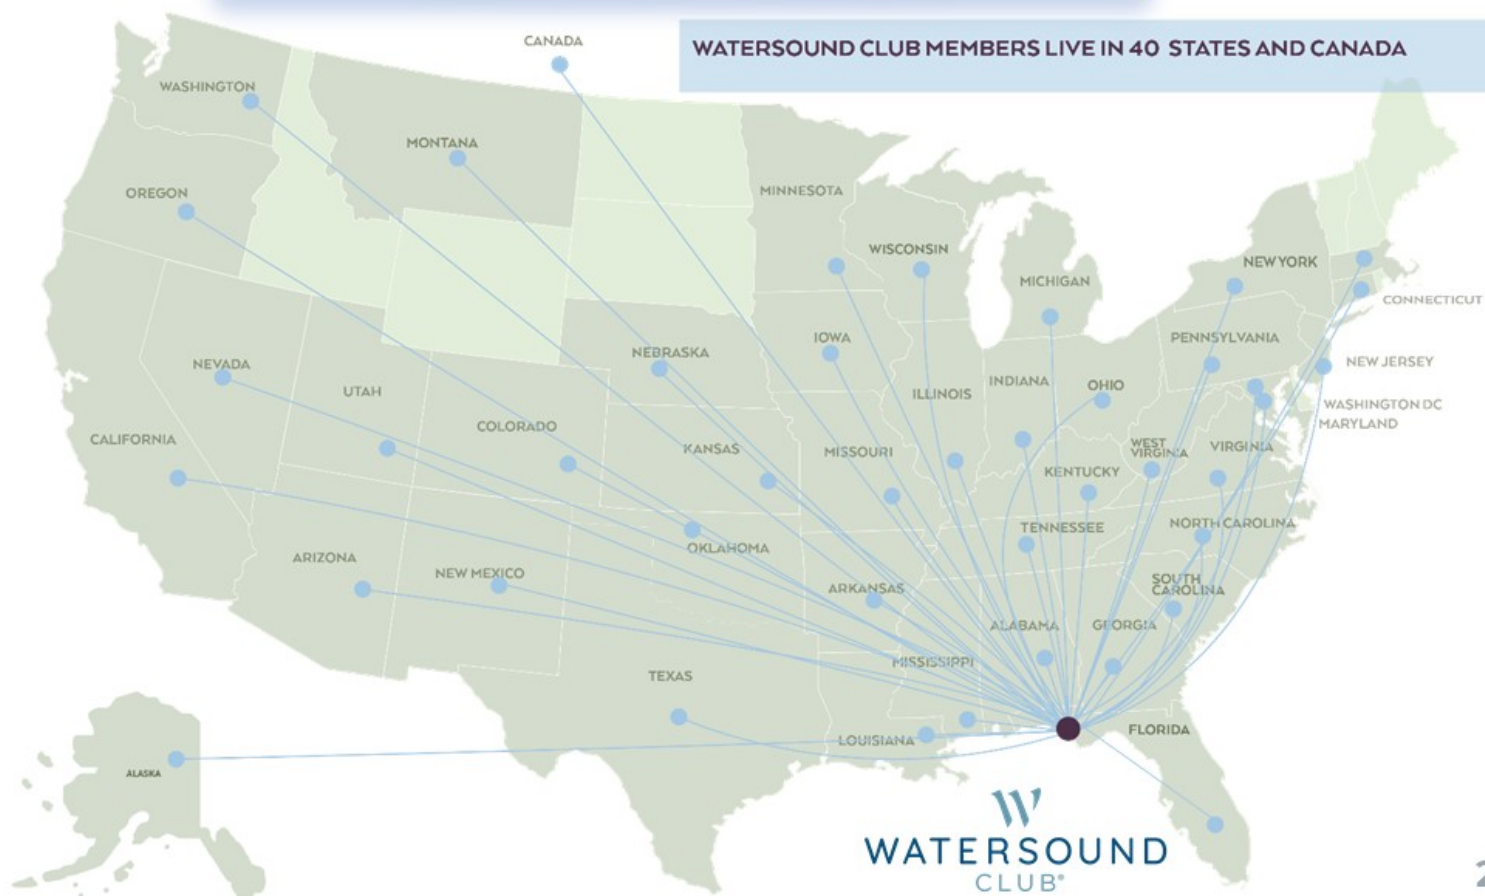 CANADA
WATERSOUND CLUB MEMBERS LIVE IN 40 STATES AND CANADA
WASHINGTON
MONTANA
OREGON
MINNESOTA
WISCONSIN
MICHIGAN
NEW YORK
CONNECTICUT
PENNSYLVANIA
NEW JERSEY
IOWA
NEBRASKA
NEVADA
UTAH
ILLINOIS
INDIANA
OHIO
WASHINGTON DC
MARYLAND
COLORADO
CALIFORNIA
KANSAS
MISSOURI
WEST
VIRGINIA
VIRGINIA
KENTUCKY
TENNESSEE
NORTH CAROLINA
OKLAHOMA
ARIZONA
NEW MEXICO
ARKANSAS
SOUTH
CAROLINA
ALABAMA
GEORGIA
MISSISSIPPI
TEXAS
LOUISIANA
FLORIDA
ALASKA
W
WATERSOUND
CLUB®
2